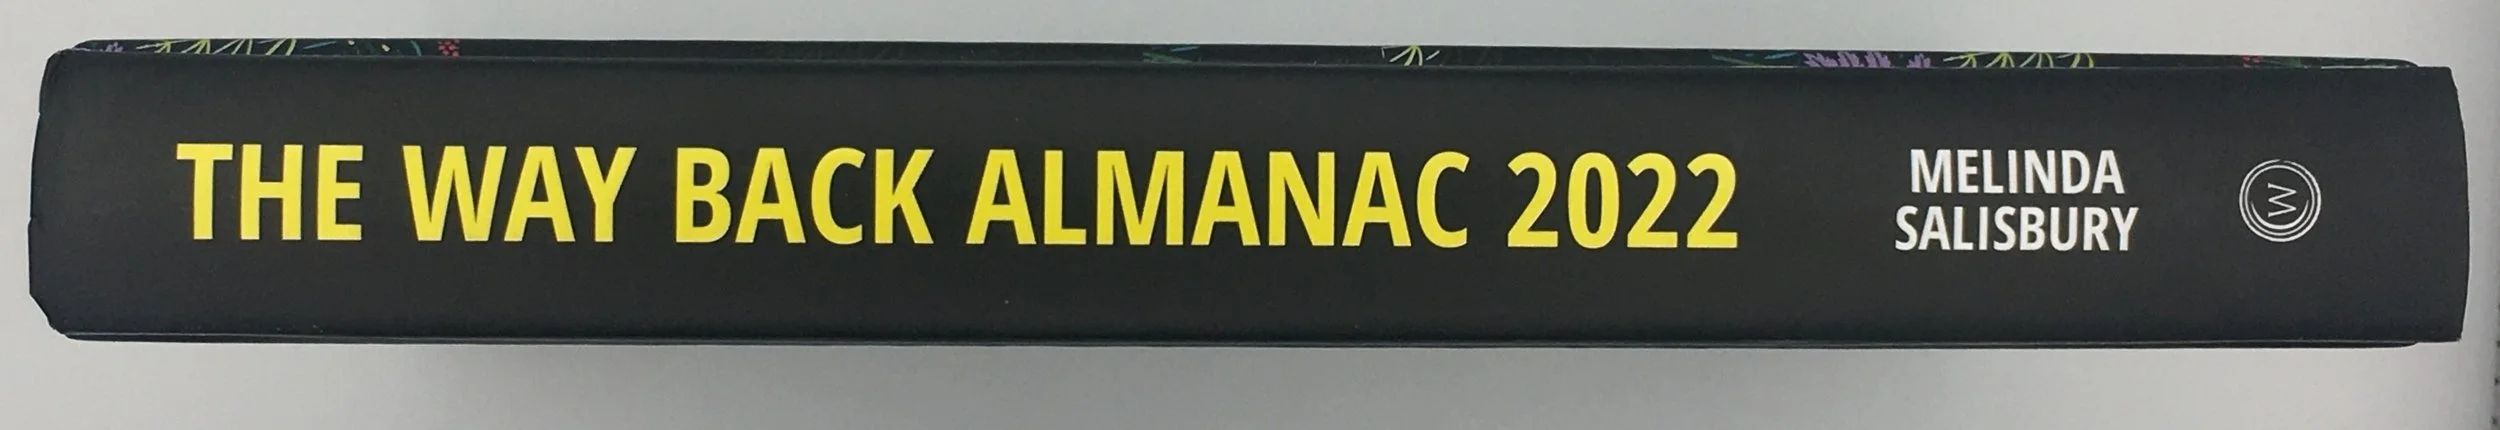 THE WAY BACK ALMANAC 2022
MELINDA
SALISBURY
W